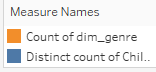 Measure Names
Count of dim_genre
Distinct count of Chil..